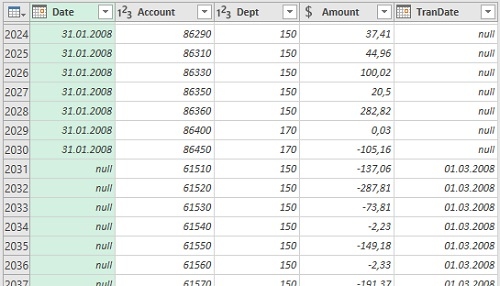 Date 1²3 Account 1²3 Dept $ Amount TranDate
2024 31.01.2008 86290 150 37,41 null
2025 31.01.2008 86310 150 44,96 null
2026 31.01.2008 86330 150 100,02 null
2027 31.01.2008 86350 150 20,5 null
2028 31.01.2008 86360 150 282,82 null
2029 31.01.2008 86400 170 0,03 null
2030 31.01.2008 86450 170 -105,16 null
2031 null 61510 150 -137,06 01.03.2008
2032 null 61520 150 -287,81 01.03.2008
2033 null 61530 150 -73,81 01.03.2008
2034 null 61540 150 -2,23 01.03.2008
2035 null 61550 150 -149,18 01.03.2008
2036 null 61560 150 -2,33 01.03.2008
2037 null 61570 150 -191,37 01.03.2008